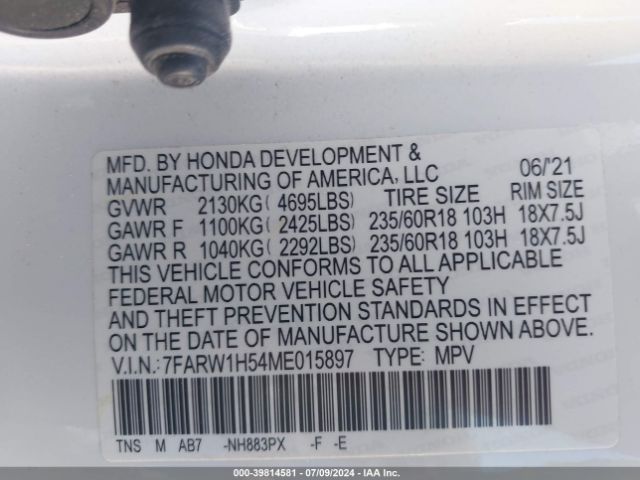 MFD. BY HONDA DEVELOPMENT &
MANUFACTURING OF AMERICA, LLC 06/'21
GVWR 2130KG( 4695LBS) TIRE SIZE RIM SIZE
GAWR F 1100KG( 2425LBS) 235/60R18 103H 18X7.5J
GAWR R 1040KG( 2292LBS) 235/60R18 103H 18X7.5J
THIS VEHICLE CONFORMS TO ALL APPLICABLE
FEDERAL MOTOR VEHICLE SAFETY
AND THEFT PREVENTION STANDARDS IN EFFECT
ON THE DATE OF MANUFACTURE SHOWN ABOVE.
V.I.N.:7FARW1H54ME015897 TYPE: MPV
TNS M AB7 -NH883PX -F -E
000-39814581 / 07/09/2024 - IAA Inc.